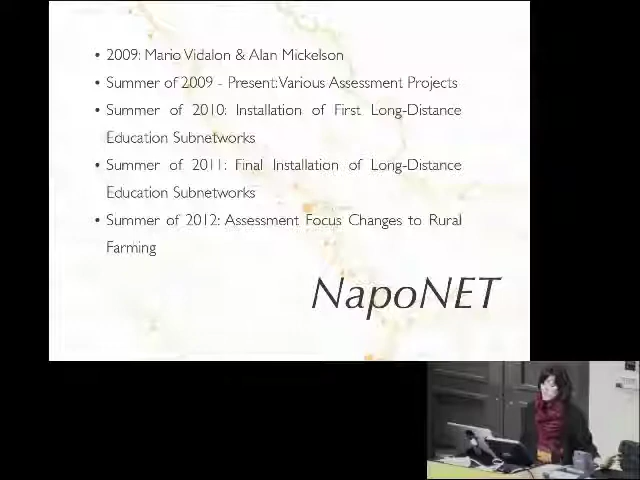 • 2009: Mario Vidalon & Alan Mickelson
• Summer of 2009 - Present: Various Assessment Projects
• Summer of 2010: Installation of First Long-Distance
Education Subnetworks
• Summer of 2011: Final Installation of Long-Distance
Education Subnetworks
• Summer of 2012: Assessment Focus Changes to Rural
Farming
NapoNET